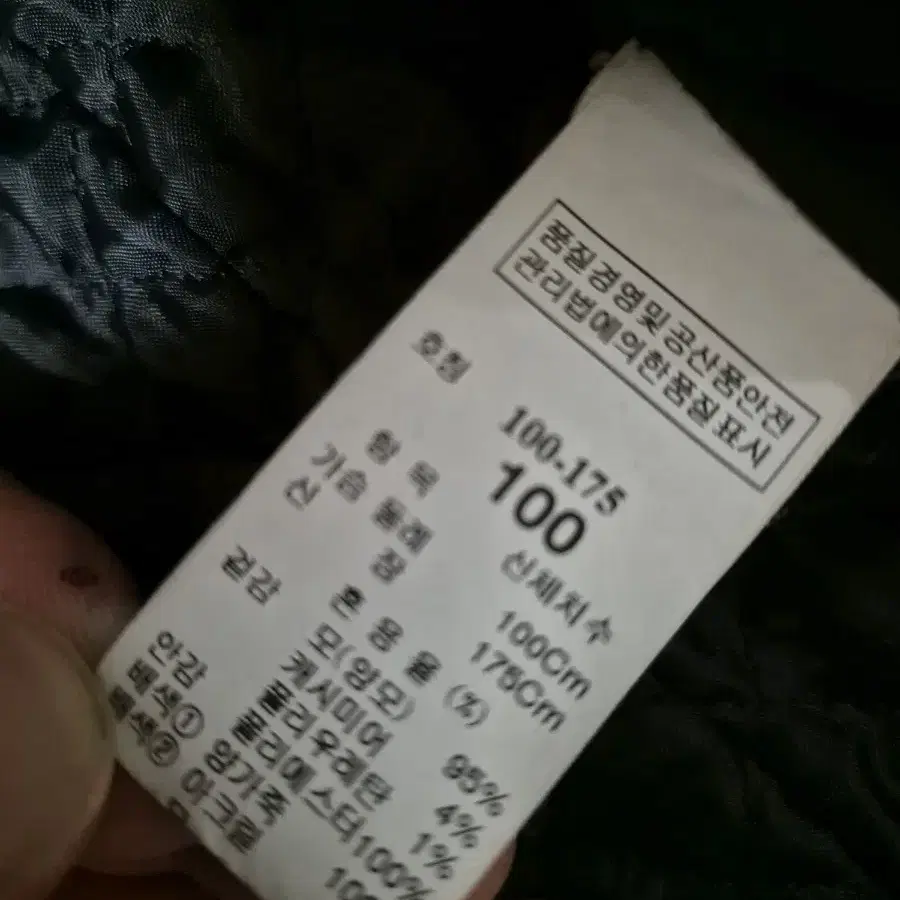 품질경영및공산품안전
관리법에의한품질표시
호칭
100-175
100
항 목 신체치수
가슴 둘레 100Cm
신 장 175Cm
혼 용 율 (%)
겉감 모(양모) 95%
캐시미어 4%
폴리우레탄 1%
안감 폴리에스터100%
배색① 양가죽 10
배색② 아크릴